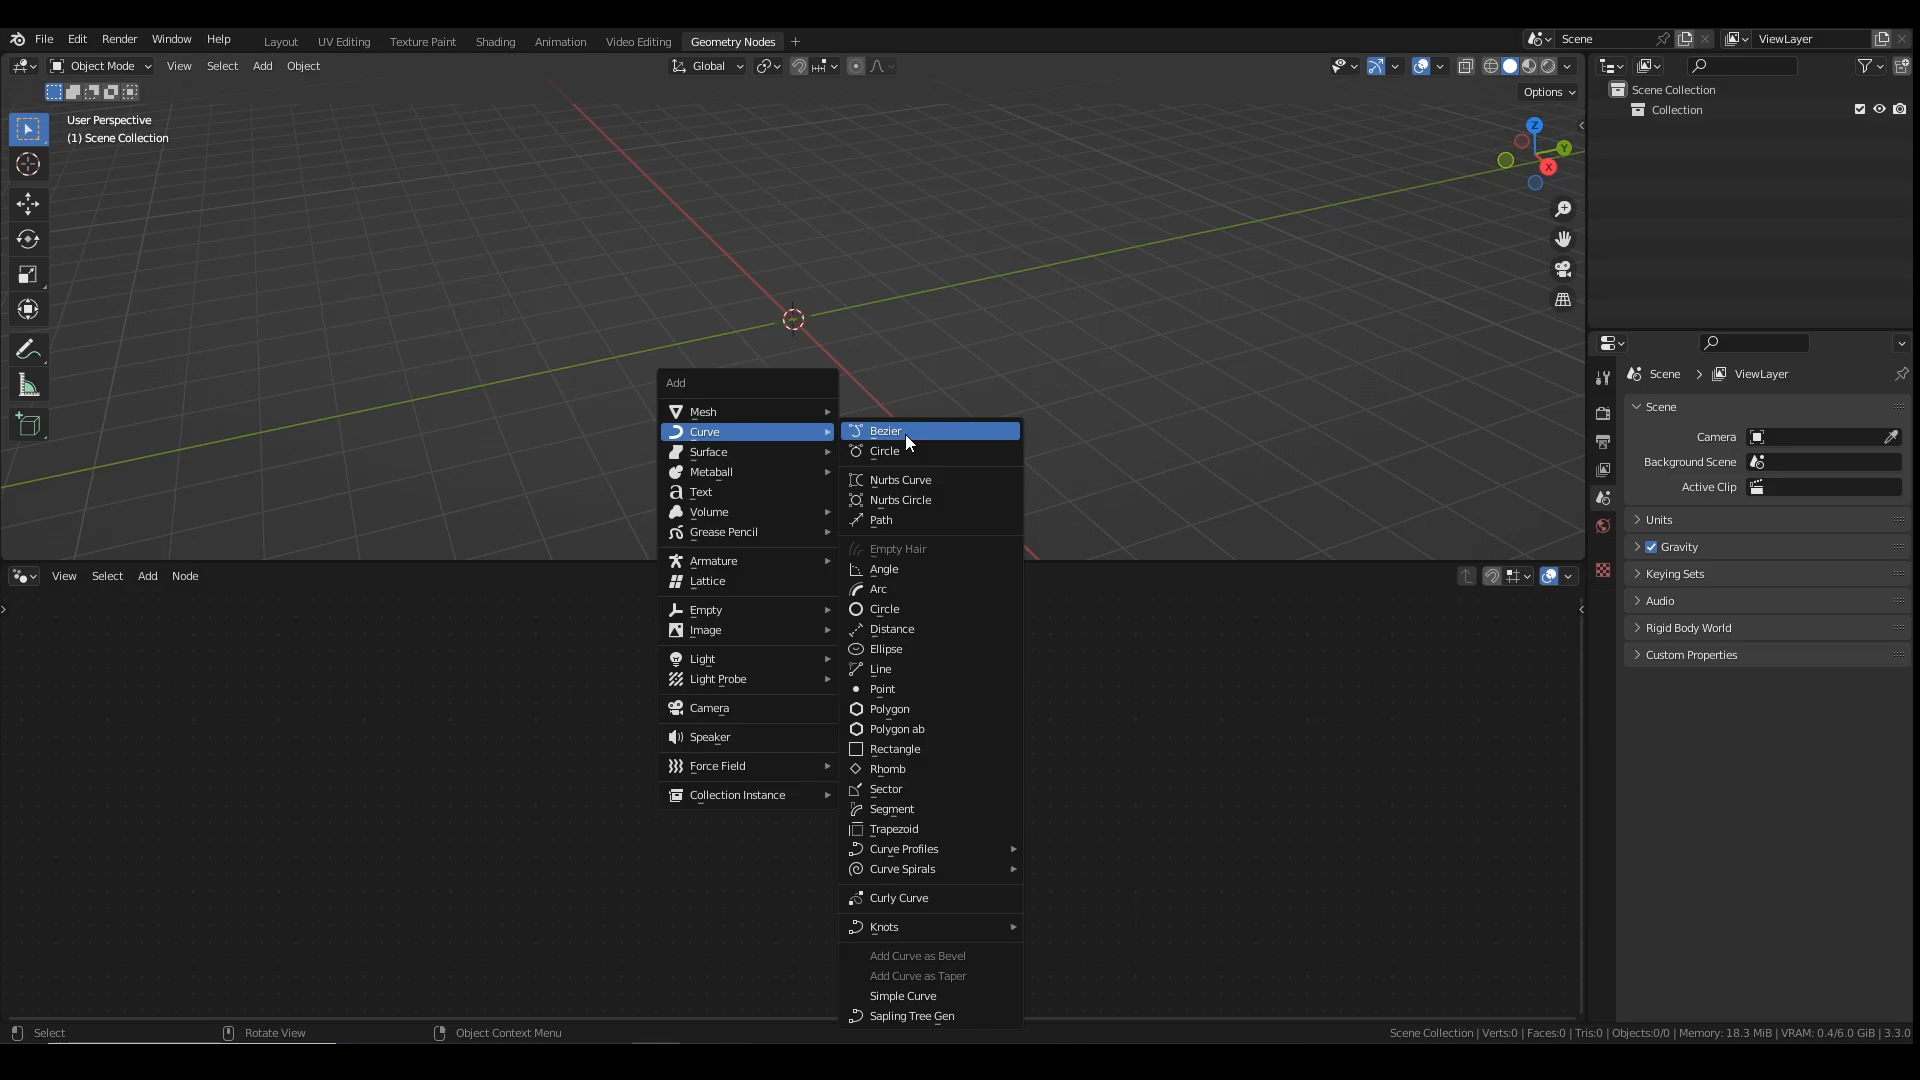 File Edit Render Window Help Layout UV Editing Texture Paint Shading Animation Video Editing Geometry Nodes + Scene ViewLayer
Object Mode View Select Add Object Global
Options
User Perspective
(1) Scene Collection
Z
Y
X
Scene Collection
Collection
Scene > ViewLayer
Scene
Camera
Background Scene
Active Clip
Units
Gravity
Keying Sets
Audio
Rigid Body World
Custom Properties
Add
Mesh
Curve
Surface
Metaball
Text
Volume
Grease Pencil
Armature
Lattice
Empty
Image
Light
Light Probe
Camera
Speaker
Force Field
Collection Instance
Bezier
Circle
Nurbs Curve
Nurbs Circle
Path
Empty Hair
Angle
Arc
Circle
Distance
Ellipse
Line
Point
Polygon
Polygon ab
Rectangle
Rhomb
Sector
Segment
Trapezoid
Curve Profiles
Curve Spirals
Curly Curve
Knots
Add Curve as Bevel
Add Curve as Taper
Simple Curve
Sapling Tree Gen
View Select Add Node
Select Rotate View Object Context Menu
Scene Collection | Verts:0 | Faces:0 | Tris:0 | Objects:0/0 | Memory: 18.3 MiB | VRAM: 0.4/6.0 GiB | 3.3.0